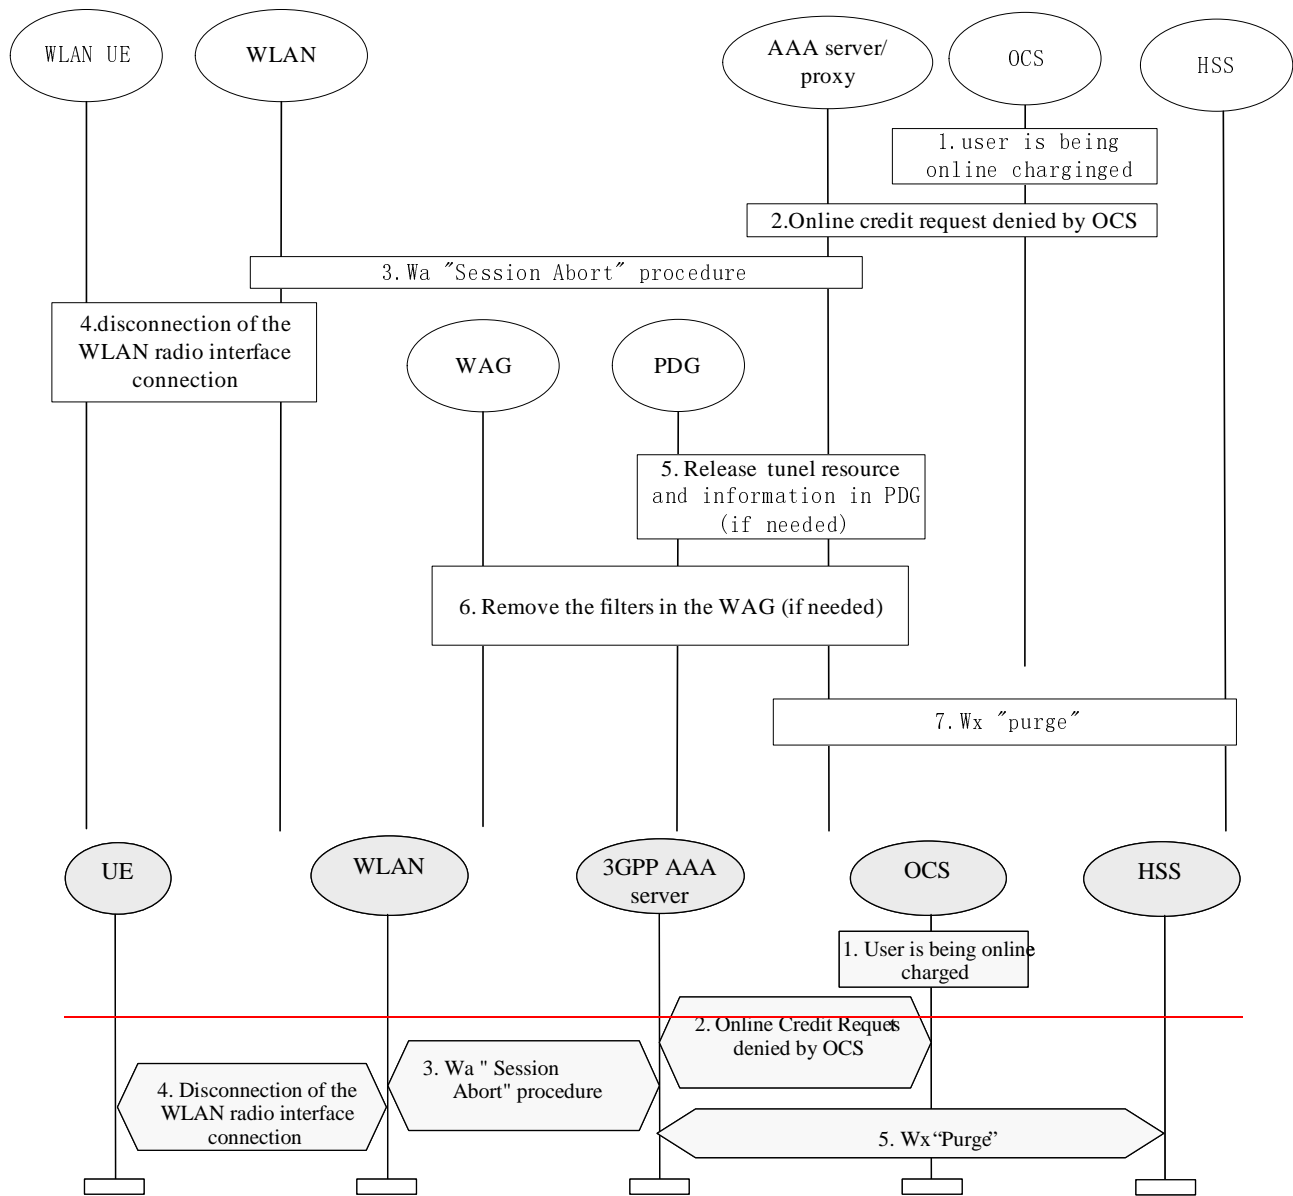 WLAN UE
WLAN
AAA server/
proxy
OCS
HSS
1.user is being
online charginged
2.Online credit request denied by OCS
3.Wa "Session Abort" procedure
4.disconnection of the
WLAN radio interface
connection
WAG
PDG
5. Release tunel resource
and information in PDG
(if needed)
6. Remove the filters in the WAG (if needed)
7.Wx "purge"
UE
WLAN
3GPP AAA
server
OCS
HSS
1. User is being online
charged
2. Online Credit Request
denied by OCS
3. Wa " Session
Abort" procedure
4. Disconnection of the
WLAN radio interface
connection
5. Wx“Purge”